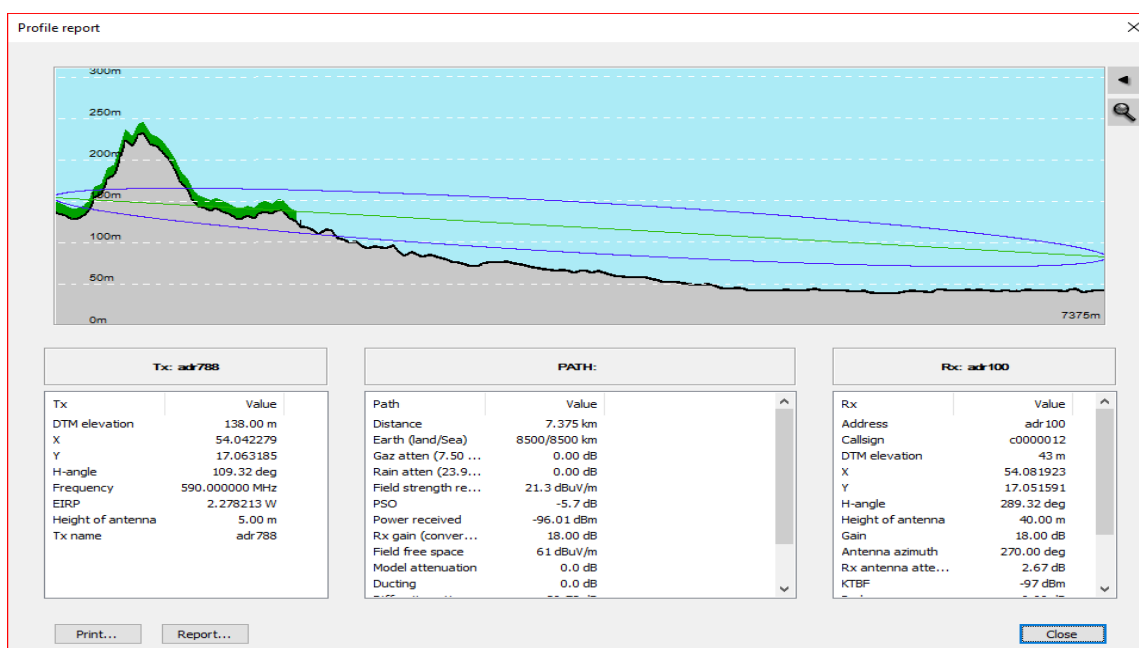 Profile report
300m
250m
200m
100m
50m
0m
7375m
Tx: adr788
PATH:
Rx: adr100
Tx Value
DTM elevation 138.00 m
X 54.042279
Y 17.063185
H-angle 109.32 deg
Frequency 590.000000 MHz
EIRP 2.278213 W
Height of antenna 5.00 m
Tx name adr788
Path Value
Distance 7.375 km
Earth (land/Sea) 8500/8500 km
Gaz atten (7.50 ... 0.00 dB
Rain atten (23.9... 0.00 dB
Field strength re... 21.3 dBuV/m
PSO -5.7 dB
Power received -96.01 dBm
Rx gain (conver... 18.00 dB
Field free space 61 dBuV/m
Model attenuation 0.0 dB
Ducting 0.0 dB
Rx Value
Address adr100
Callsign c0000012
DTM elevation 43 m
X 54.081923
Y 17.051591
H-angle 289.32 deg
Height of antenna 40.00 m
Gain 18.00 dB
Antenna azimuth 270.00 deg
Rx antenna atte... 2.67 dB
KTBF -97 dBm
Print... Report... Close